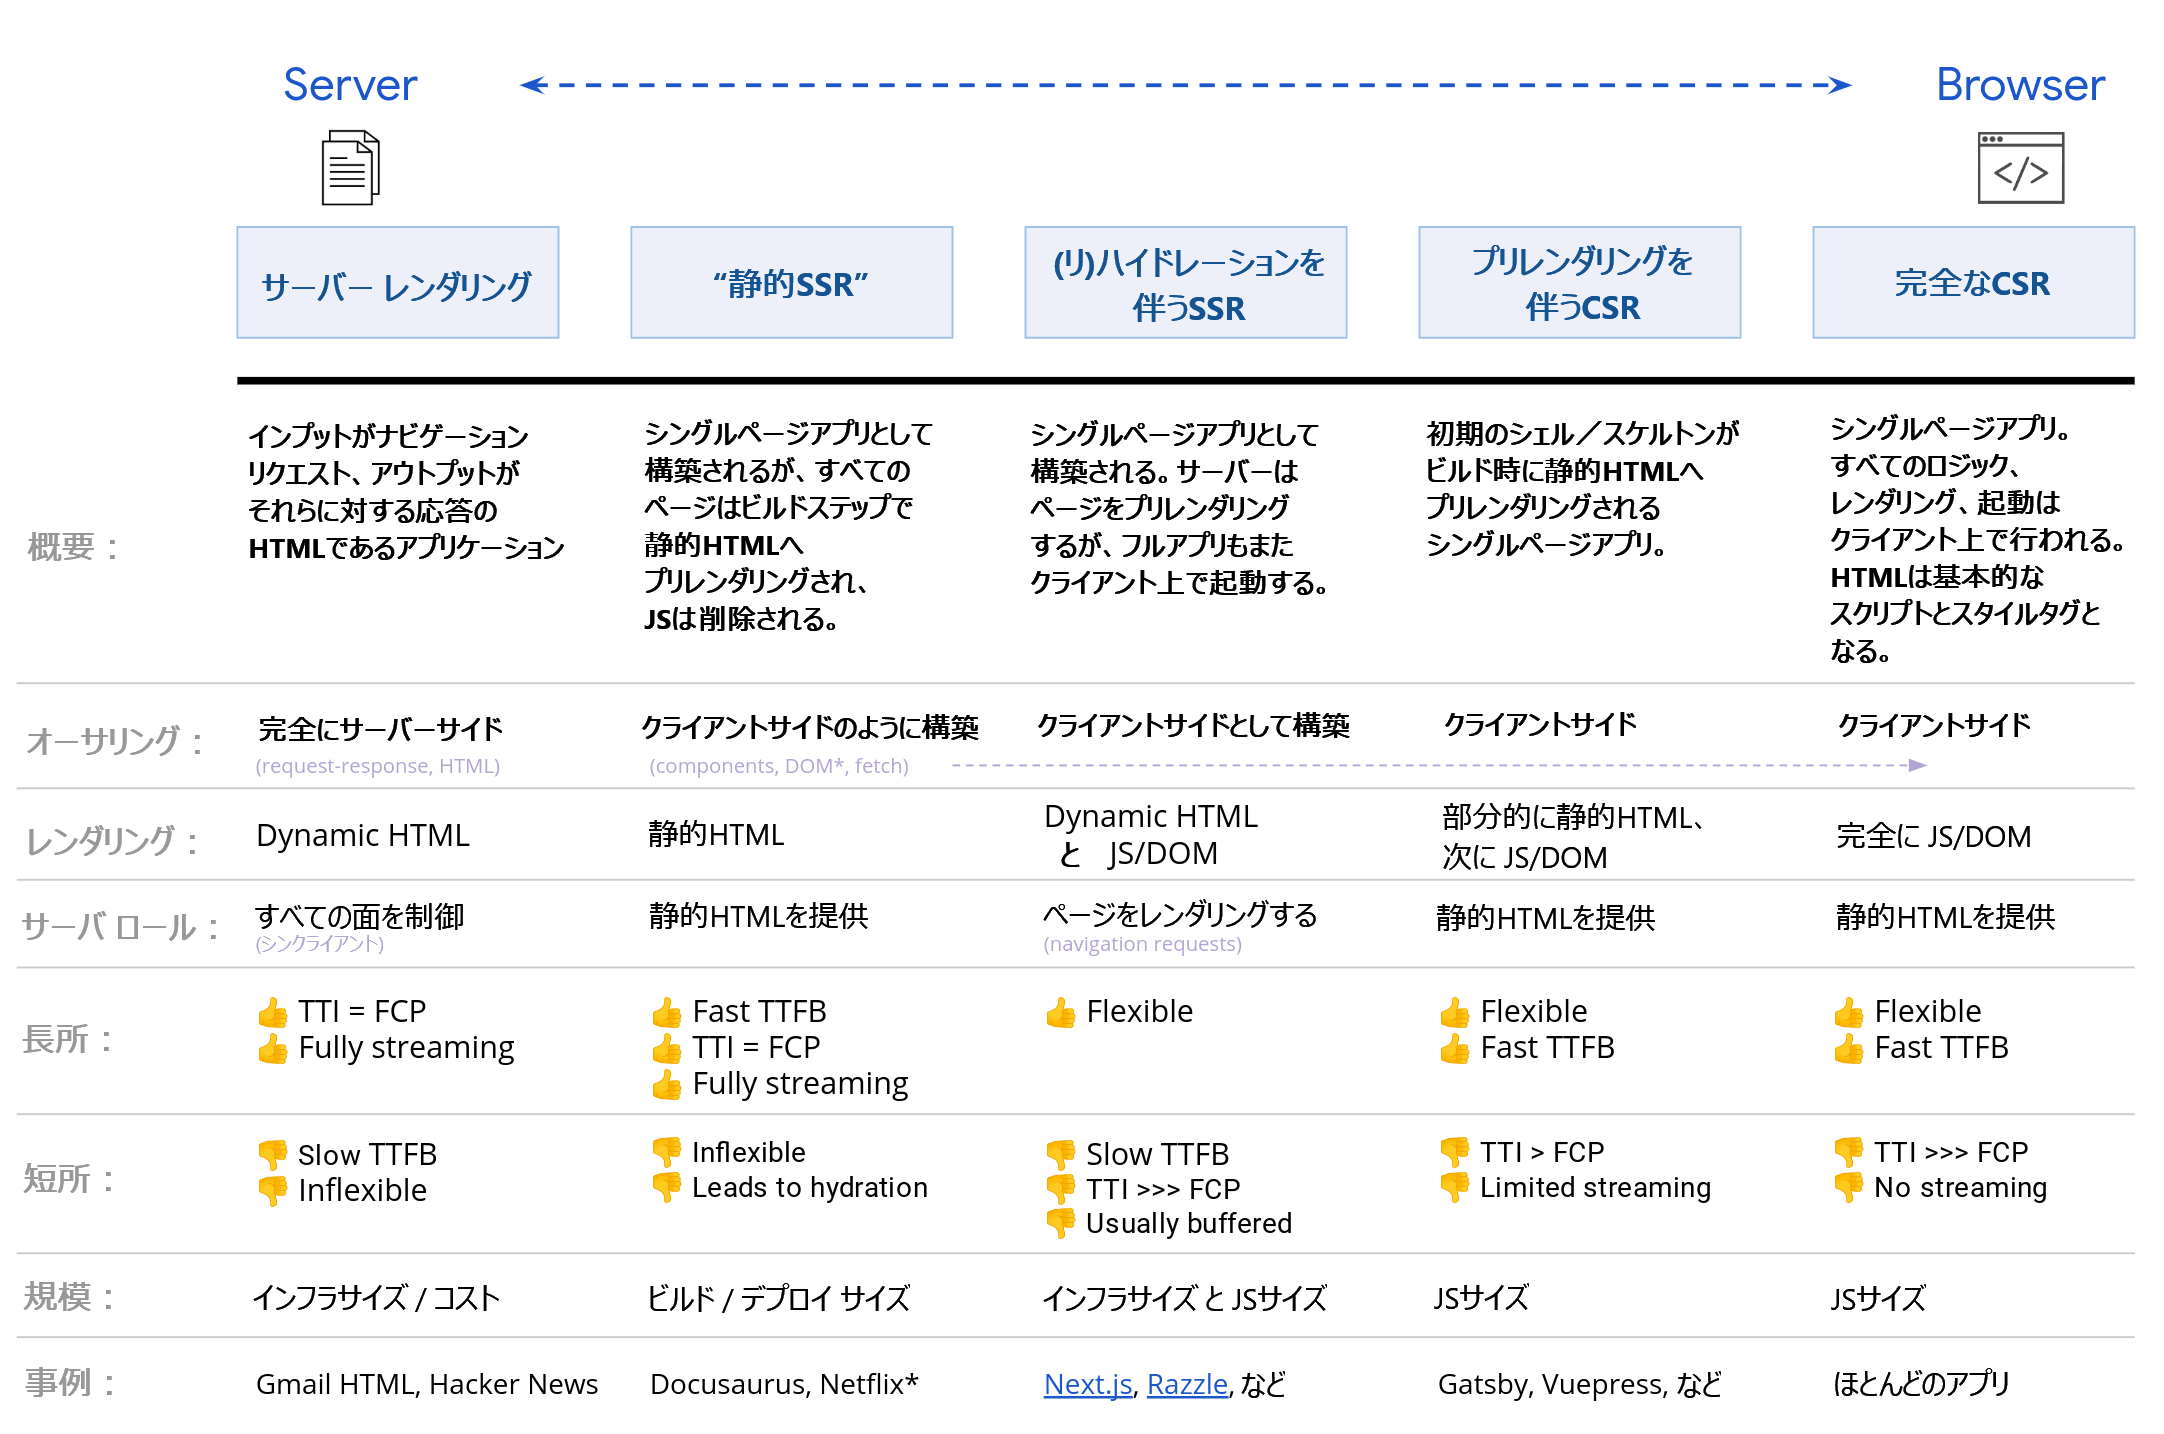 Server
Browser
サーバー レンダリング
“静的SSR”
(リ)ハイドレーションを
伴うSSR
プリレンダリングを
伴うCSR
完全なCSR
概要：
インプットがナビゲーション
リクエスト、アウトプットが
それらに対する応答の
HTMLであるアプリケーション
シングルページアプリとして
構築されるが、すべての
ページはビルドステップで
静的HTMLへ
プリレンダリングされ、
JSは削除される。
シングルページアプリとして
構築される。サーバーは
ページをプリレンダリング
するが、フルアプリもまた
クライアント上で起動する。
初期のシェル／スケルトンが
ビルド時に静的HTMLへ
プリレンダリングされる
シングルページアプリ。
シングルページアプリ。
すべてのロジック、
レンダリング、起動は
クライアント上で行われる。
HTMLは基本的な
スクリプトとスタイルタグと
なる。
オーサリング：
完全にサーバーサイド
(request-response, HTML)
クライアントサイドのように構築
(components, DOM*, fetch)
クライアントサイドとして構築
クライアントサイド
クライアントサイド
レンダリング：
Dynamic HTML
静的HTML
Dynamic HTML
と JS/DOM
部分的に静的HTML、
次に JS/DOM
完全に JS/DOM
サーバ ロール：
すべての面を制御
(シンクライアント)
静的HTMLを提供
ページをレンダリングする
(navigation requests)
静的HTMLを提供
静的HTMLを提供
長所：
👍 TTI = FCP
👍 Fully streaming
👍 Fast TTFB
👍 TTI = FCP
👍 Fully streaming
👍 Flexible
👍 Flexible
👍 Fast TTFB
👍 Flexible
👍 Fast TTFB
短所：
👎 Slow TTFB
👎 Inflexible
👎 Inflexible
👎 Leads to hydration
👎 Slow TTFB
👎 TTI >>> FCP
👎 Usually buffered
👎 TTI > FCP
👎 Limited streaming
👎 TTI >>> FCP
👎 No streaming
規模：
インフラサイズ / コスト
ビルド / デプロイ サイズ
インフラサイズ と JSサイズ
JSサイズ
JSサイズ
事例：
Gmail HTML, Hacker News
Docusaurus, Netflix*
Next.js, Razzle, など
Gatsby, Vuepress, など
ほとんどのアプリ